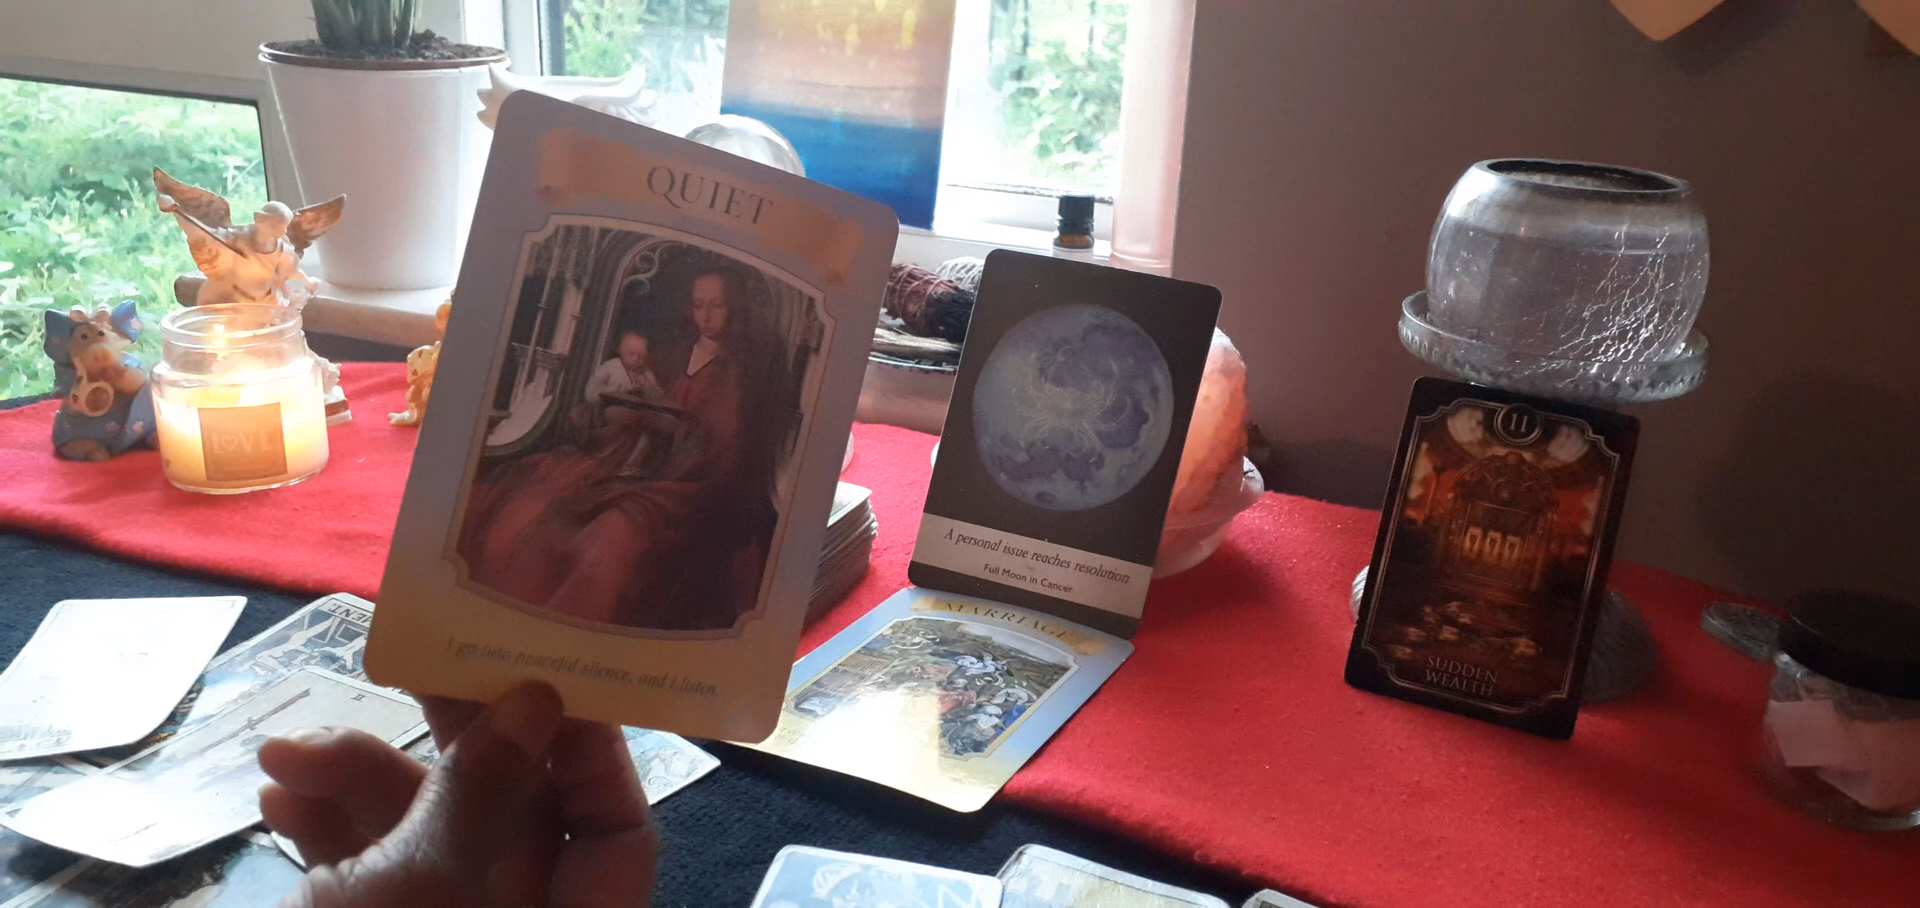 QUIET
I go into peaceful silence, and I listen.
A personal issue reaches resolution
Full Moon in Cancer
MARRIAGE
11
777
SUDDEN
WEALTH
LOVE
II